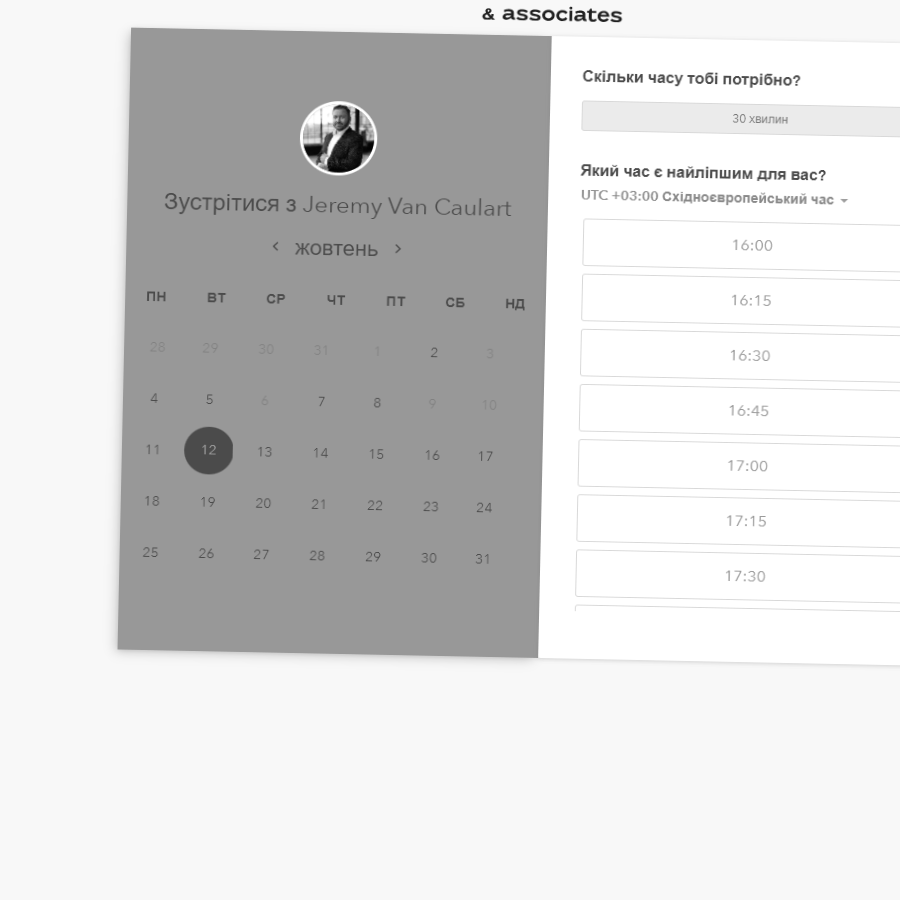 & associates
Зустрітися з Jeremy Van Caulart
жовтень
ПН ВТ СР ЧТ ПТ СБ НД
28 29 30 31 1 2 3
4 5 6 7 8 9 10
11 12 13 14 15 16 17
18 19 20 21 22 23 24
25 26 27 28 29 30 31
Скільки часу тобі потрібно?
30 хвилин
Який час є найліпшим для вас?
UTC +03:00 Східноєвропейський час
16:00
16:15
16:30
16:45
17:00
17:15
17:30